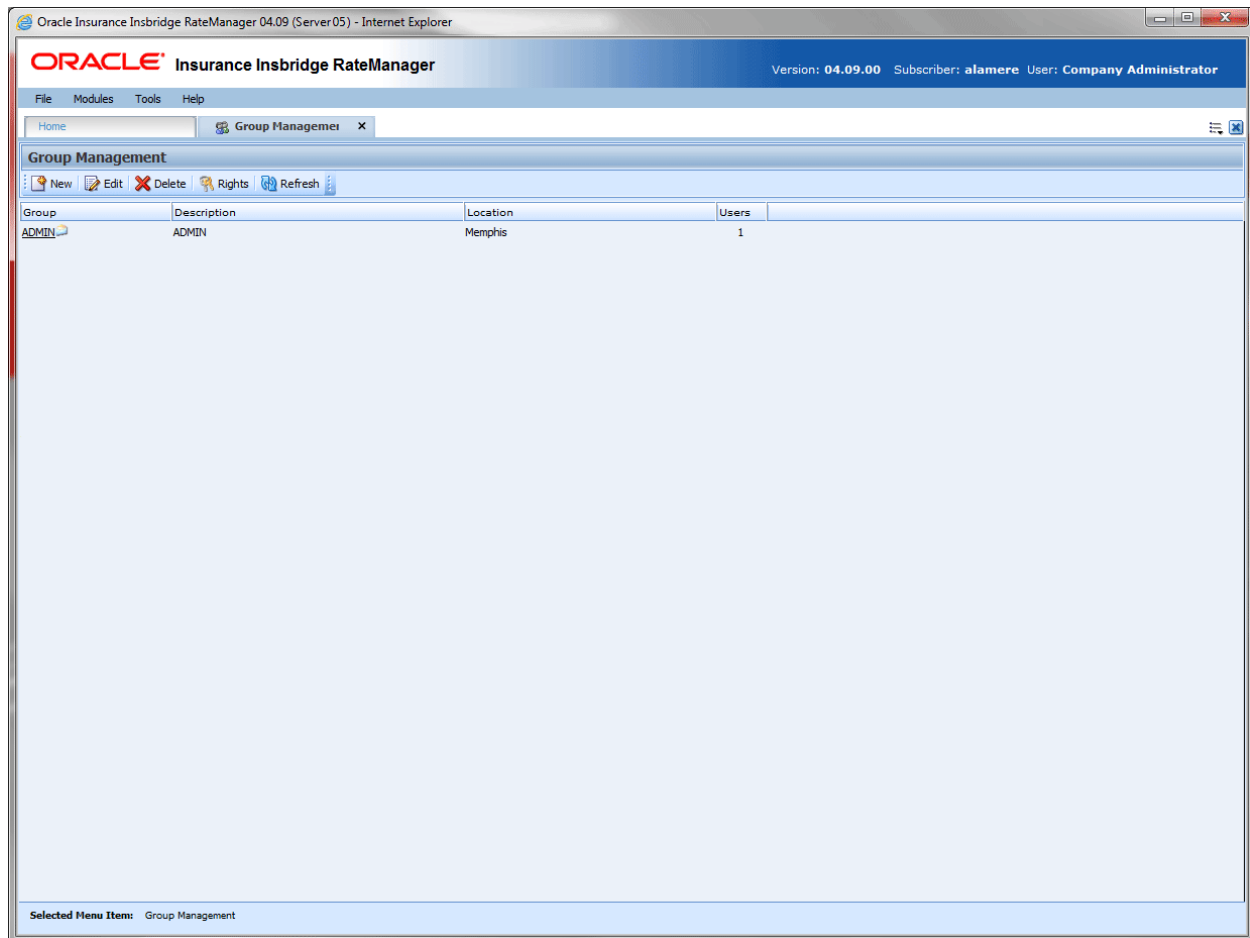 Oracle Insurance Insbridge RateManager 04.09 (Server05) - Internet Explorer
ORACLE Insurance Insbridge RateManager
Version: 04.09.00 Subscriber: alamere User: Company Administrator
File Modules Tools Help
Home Group Managemer
Group Management
New Edit Delete Rights Refresh
Group Description Location Users
ADMIN ADMIN Memphis 1
Selected Menu Item: Group Management